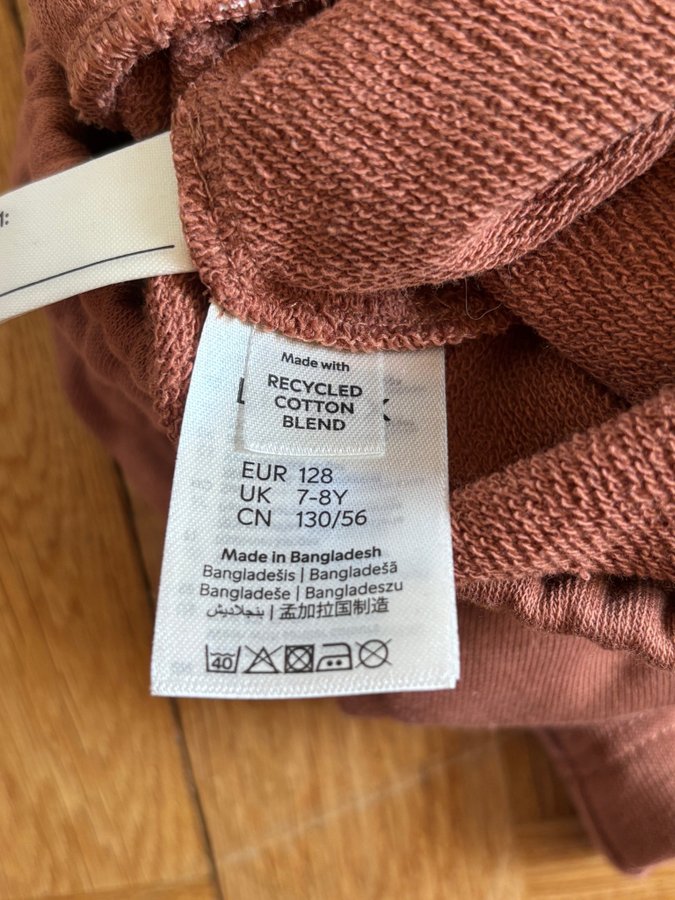 Made with
RECYCLED
COTTON
BLEND
EUR 128
UK 7-8Y
CN 130/56
Made in Bangladesh
Bangladešis | Bangladešā
Bangladeše | Bangladeszu
بنجلاديش | 孟加拉国制造
40